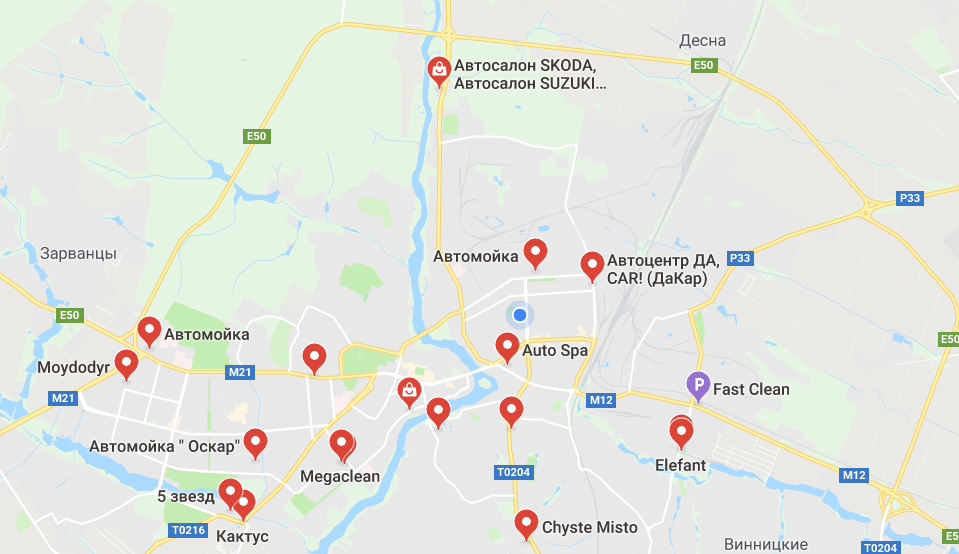 Десна
E50
Автосалон SKODA,
Автосалон SUZUKI...
E50
P33
Зарванцы
Автомойка
Автоцентр ДА,
CAR! (ДаКар)
P33
E50
Автомойка
E50
Auto Spa
Moydodyr
M21
M21
M12
Fast Clean
Автомойка " Оскар"
Megaclean
Elefant
T0204
M12
5 звезд
Кактус
T0216
Chyste Misto
Винницкие
T0204
E5